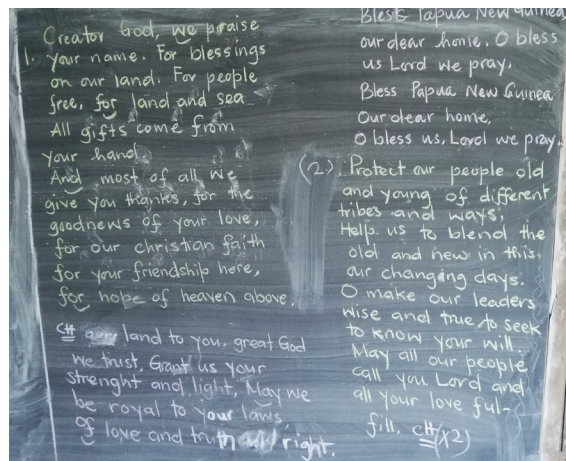 Creator God, we praise
1. your name. For blessings
on our land. For people
free, for land and sea
All gifts come from
your hand
And most of all we
give you thanks, for the
goodnews of your love,
for our christian faith
for your friendship here,
for hope of heaven above.
CH our land to you, great God
we trust, Grant us your
strenght and light, May we
be royal to your laws
of love and truth and right.
Bless Papua New Guinea
our dear home, O bless
us Lord we pray.
Bless Papua New Guinea
Our dear home,
O bless us, Lord we pray
(2) Protect our people old
and young of different
tribes and ways;
Help us to blend the
old and new in this
our changing days.
O make our leaders
wise and true to seek
to know your will.
May all our people
call you Lord and
all your love ful-
fill. CH (x2)